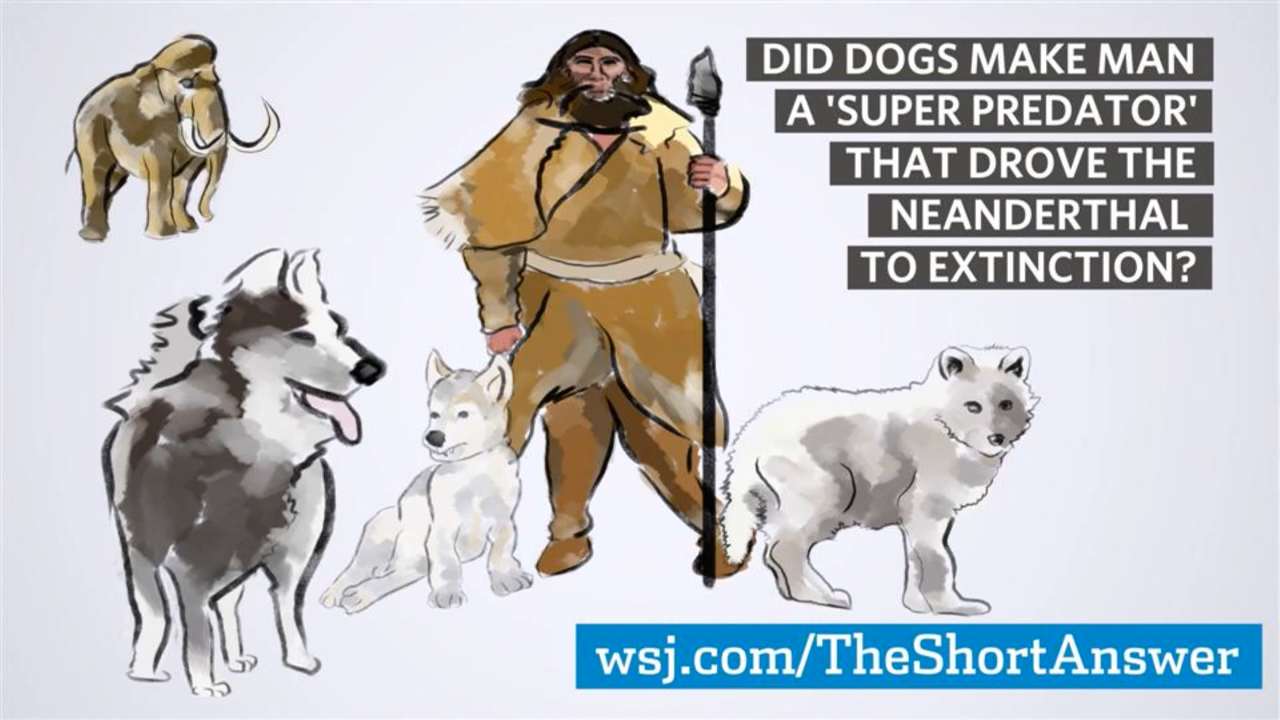 DID DOGS MAKE MAN
A 'SUPER PREDATOR'
THAT DROVE THE
NEANDERTHAL
TO EXTINCTION?
wsj.com/TheShortAnswer